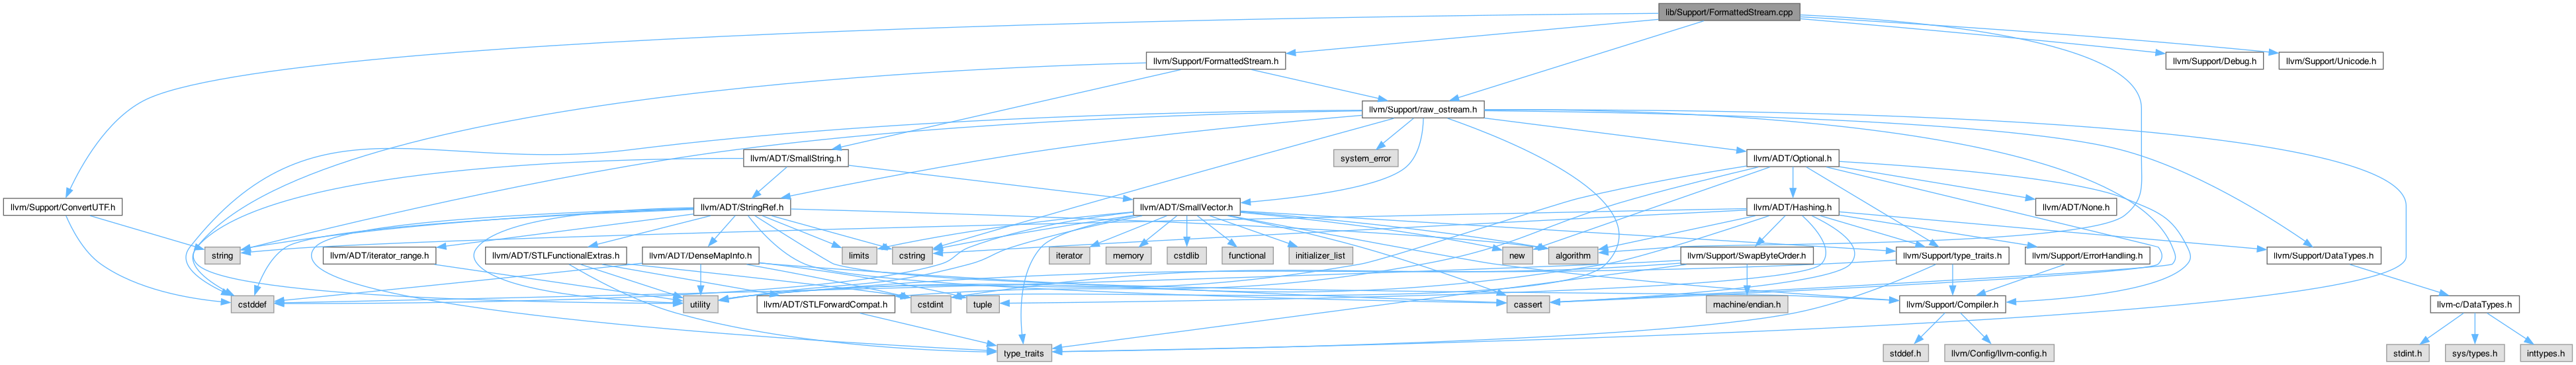 lib/Support/FormattedStream.cpp
llvm/Support/FormattedStream.h
llvm/Support/Debug.h
llvm/Support/Unicode.h
llvm/Support/raw_ostream.h
llvm/ADT/SmallString.h
system_error
llvm/ADT/Optional.h
llvm/Support/ConvertUTF.h
llvm/ADT/StringRef.h
llvm/ADT/SmallVector.h
llvm/ADT/Hashing.h
llvm/ADT/None.h
string
llvm/ADT/iterator_range.h
llvm/ADT/STLFunctionalExtras.h
llvm/ADT/DenseMapInfo.h
limits
cstring
iterator
memory
cstdlib
functional
initializer_list
new
algorithm
llvm/Support/type_traits.h
llvm/Support/SwapByteOrder.h
llvm/Support/ErrorHandling.h
llvm/Support/DataTypes.h
cstddef
utility
llvm/ADT/STLForwardCompat.h
cstdint
tuple
cassert
machine/endian.h
llvm/Support/Compiler.h
llvm-c/DataTypes.h
type_traits
stddef.h
llvm/Config/llvm-config.h
stdint.h
sys/types.h
inttypes.h